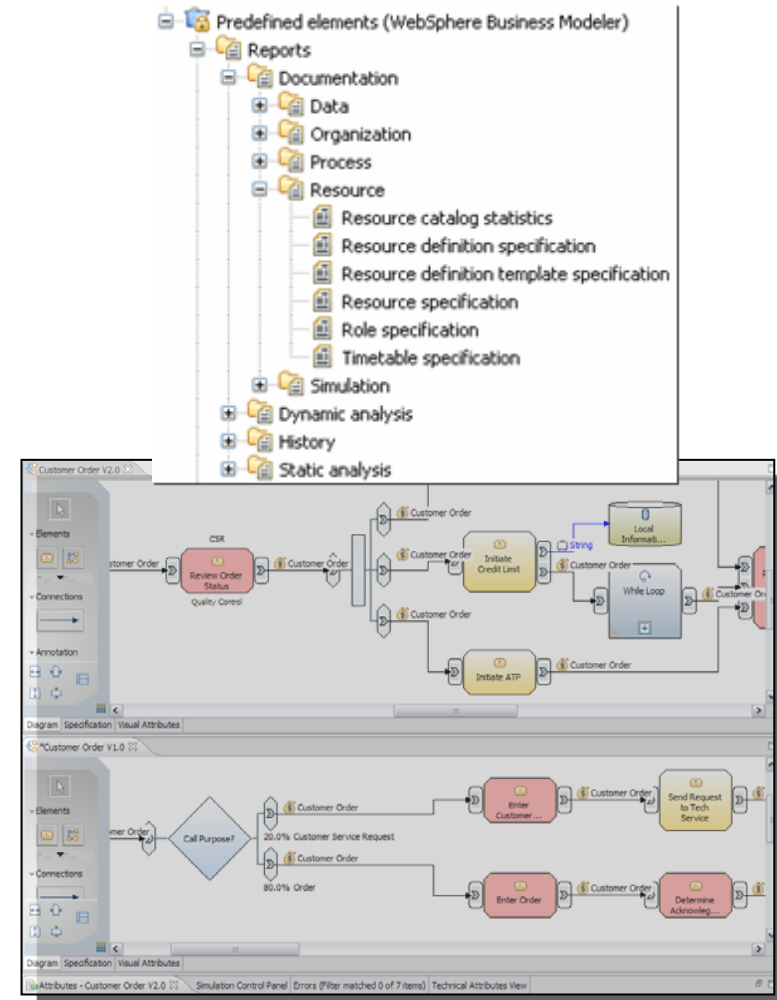 Predefined elements (WebSphere Business Modeler)
Reports
Documentation
Data
Organization
Process
Resource
Resource catalog statistics
Resource definition specification
Resource definition template specification
Resource specification
Role specification
Timetable specification
Simulation
Dynamic analysis
History
Static analysis
Customer Order V2.0
Elements
Connections
Annotation
Order
CSR
Review Order
Status
Quality Control
Customer Order
Customer Order
Customer Order
Customer Order
Initiate
Credit Limit
String
Local
Informati...
Customer Order
While Loop
Customer
Initiate ATP
Customer Order
Diagram Specification Visual Attributes
*Customer Order V1.0
Elements
Connections
Order
Call Purpose?
Customer Order
20.0% Customer Service Request
Customer Order
80.0% Order
Enter
Customer...
Customer Order
Send Request
to Tech
Service
Enter Order
Customer Order
Determine
Acknowleg...
Diagram Specification Visual Attributes
Attributes - Customer Order V2.0 Simulation Control Panel Errors (Filter matched 0 of 7 items) Technical Attributes View